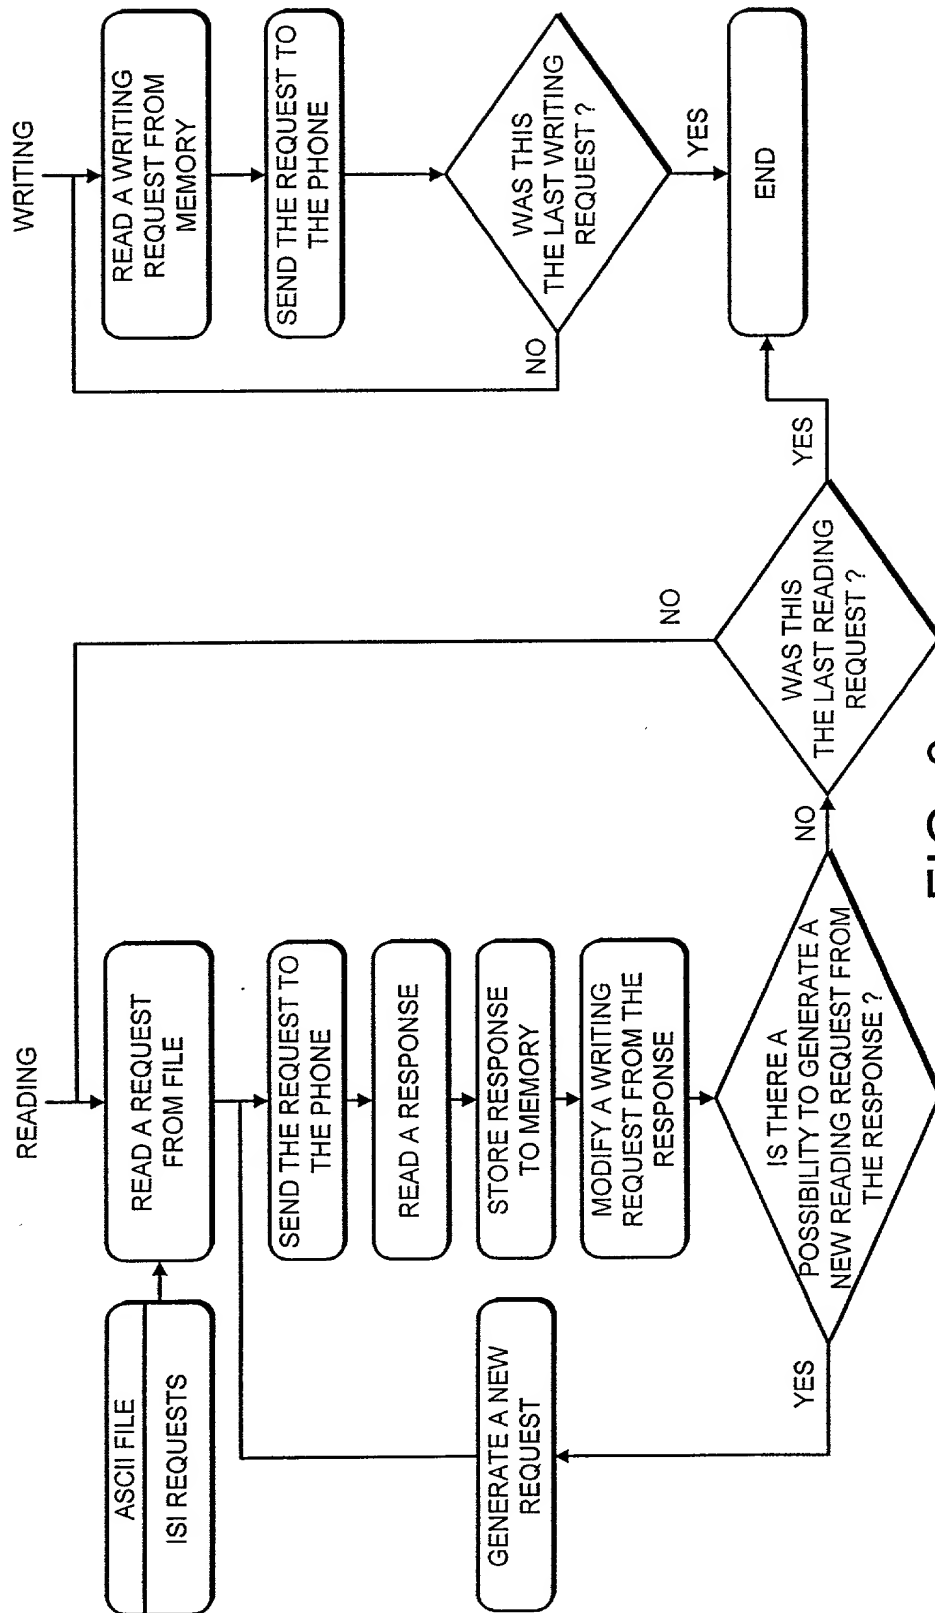 READING
ASCII FILE
ISI REQUESTS
READ A REQUEST
FROM FILE
SEND THE REQUEST TO
THE PHONE
READ A RESPONSE
STORE RESPONSE
TO MEMORY
MODIFY A WRITING
REQUEST FROM THE
RESPONSE
GENERATE A NEW
REQUEST
IS THERE A
POSSIBILITY TO GENERATE A
NEW READING REQUEST FROM
THE RESPONSE ?
YES
NO
WAS THIS
THE LAST READING
REQUEST ?
NO
YES
WRITING
READ A WRITING
REQUEST FROM
MEMORY
SEND THE REQUEST TO
THE PHONE
WAS THIS
THE LAST WRITING
REQUEST ?
NO
YES
END
FIG.